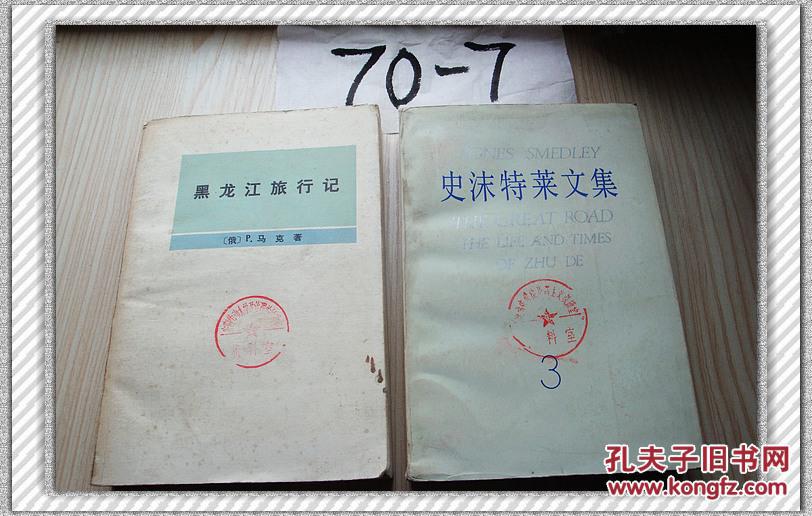 70-7
黑龙江旅行记
〔俄〕P.马克著
AGNES SMEDLEY
史沫特莱文集
THE GREAT ROAD
THE LIFE AND TIMES
OF ZHU DE
料室
3
孔夫子旧书网
www.kongfz.com